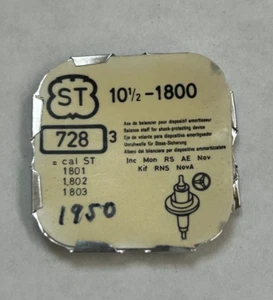 ST
10½-1800
728 3
Axe de balancier pour dispositif amortisseur
Balance staff for shock-protecting device
Eje de volante para dispositivo amortiguador
Unruhwelle für Stoss-Sicherung
Albero del bilanciere per dispositivo ammortizzatore
= cal ST
1801
1802
1803
Inc Mon RS AE Nov
Kif RNS NovA
1950